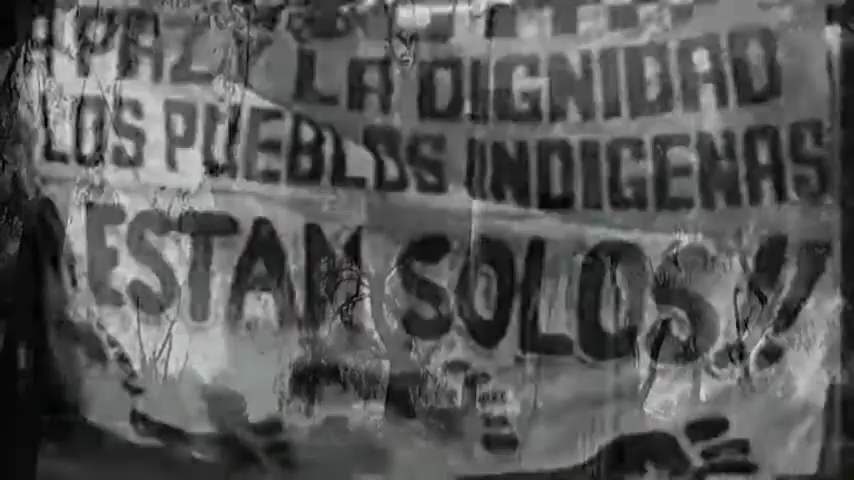 ¡PAZ Y LA DIGNIDAD
LOS PUEBLOS INDIGENAS
ESTAN SOLOS!!